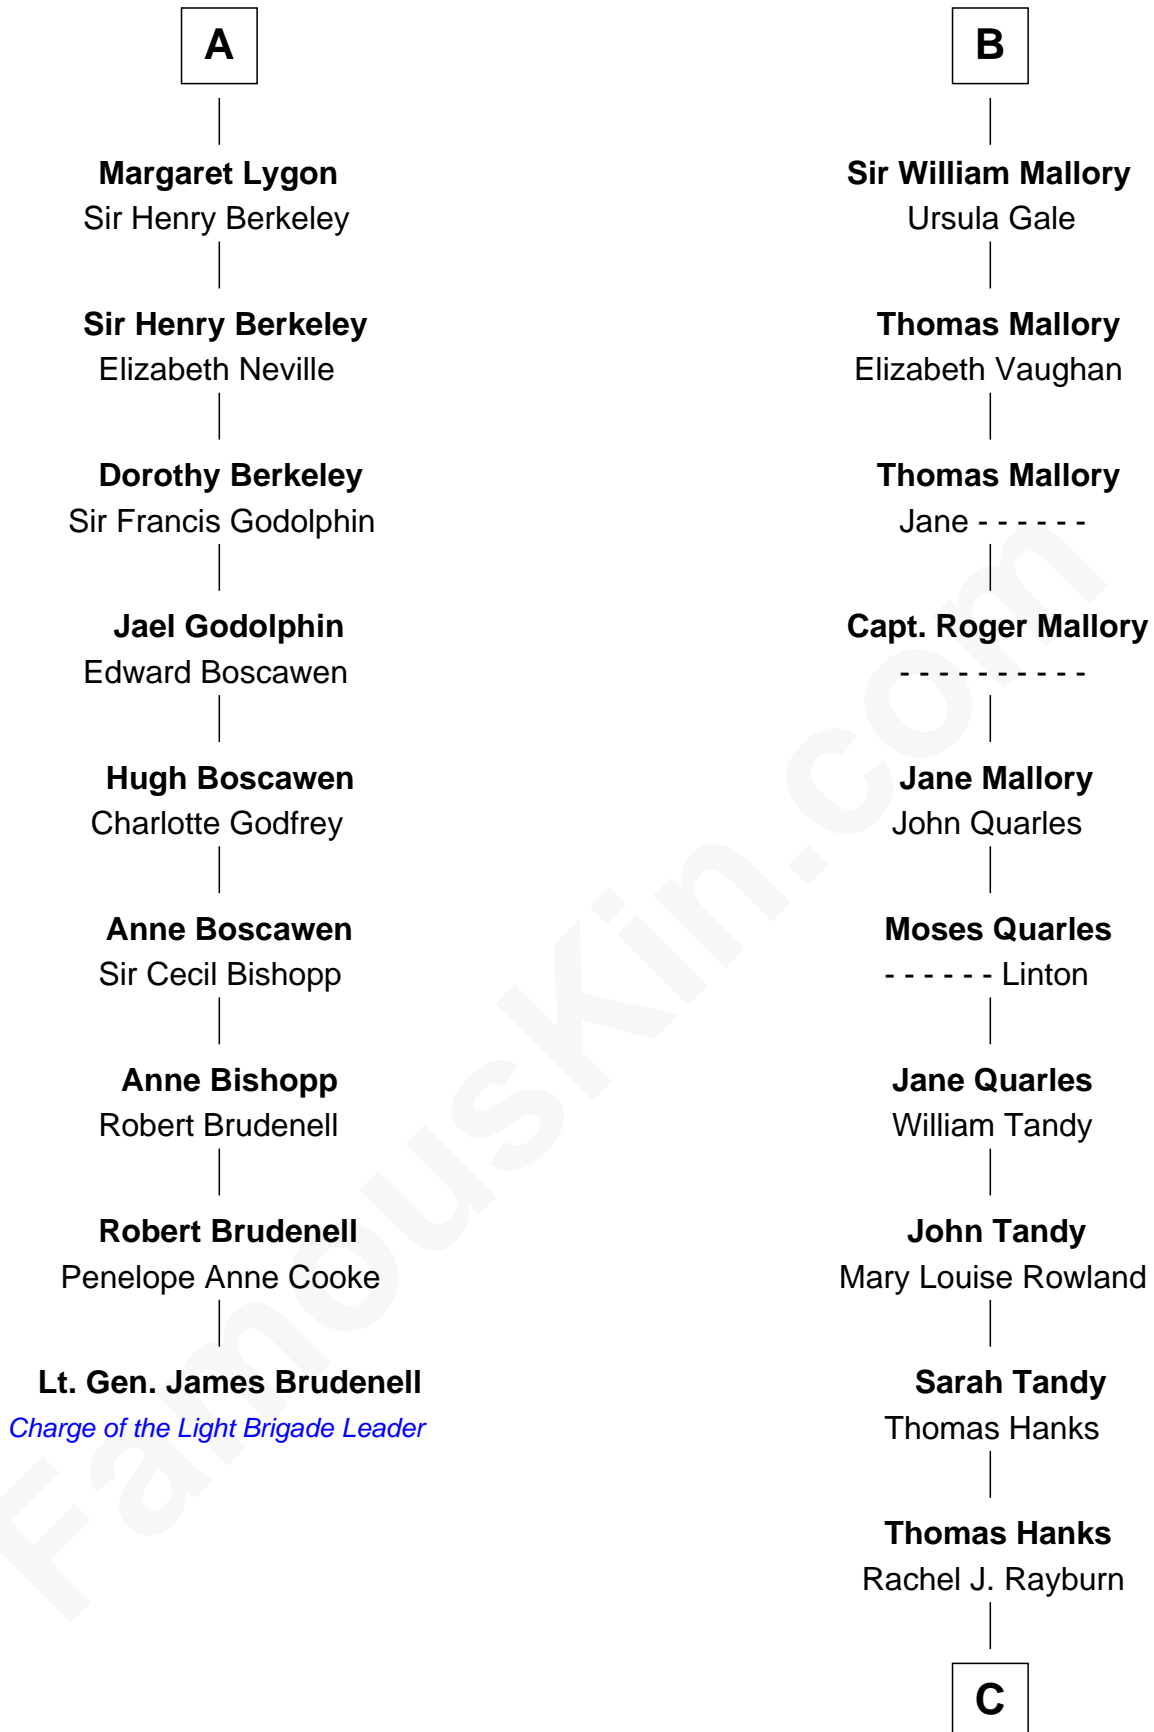 A
Margaret Lygon
Sir Henry Berkeley
Sir Henry Berkeley
Elizabeth Neville
Dorothy Berkeley
Sir Francis Godolphin
Jael Godolphin
Edward Boscawen
Hugh Boscawen
Charlotte Godfrey
Anne Boscawen
Sir Cecil Bishopp
Anne Bishopp
Robert Brudenell
Robert Brudenell
Penelope Anne Cooke
Lt. Gen. James Brudenell
Charge of the Light Brigade Leader
B
Sir William Mallory
Ursula Gale
Thomas Mallory
Elizabeth Vaughan
Thomas Mallory
Jane - - - - - -
Capt. Roger Mallory
- - - - - - - - - -
Jane Mallory
John Quarles
Moses Quarles
- - - - - - Linton
Jane Quarles
William Tandy
John Tandy
Mary Louise Rowland
Sarah Tandy
Thomas Hanks
Thomas Hanks
Rachel J. Rayburn
C
FamousKin.com